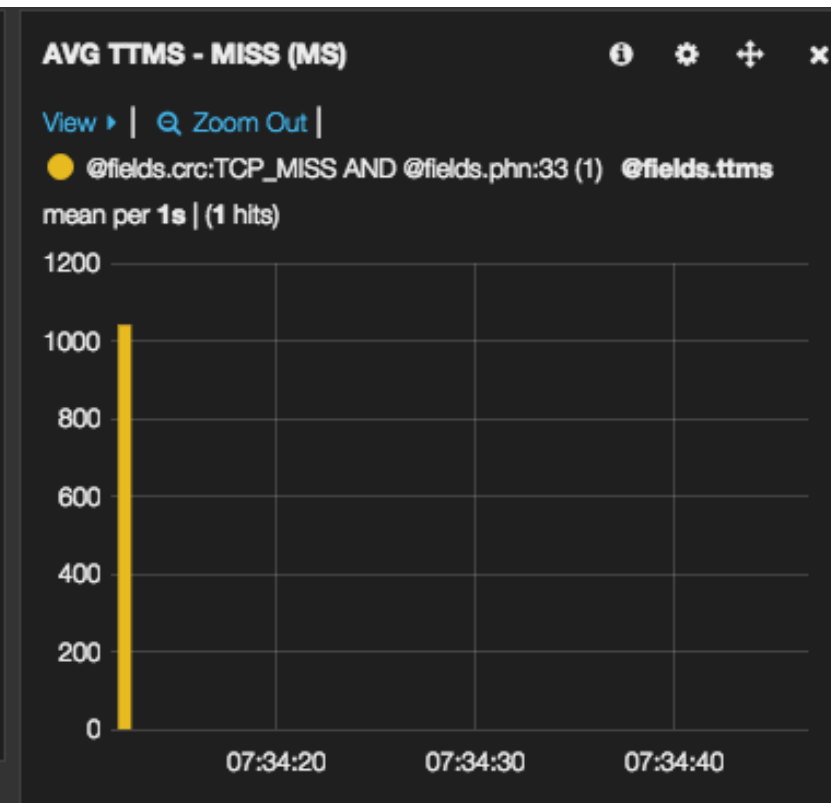 AVG TTMS - MISS (MS)
View | Zoom Out |
@fields.crc:TCP_MISS AND @fields.phn:33 (1) @fields.ttms
mean per 1s | (1 hits)
1200
1000
800
600
400
200
0
07:34:20 07:34:30 07:34:40